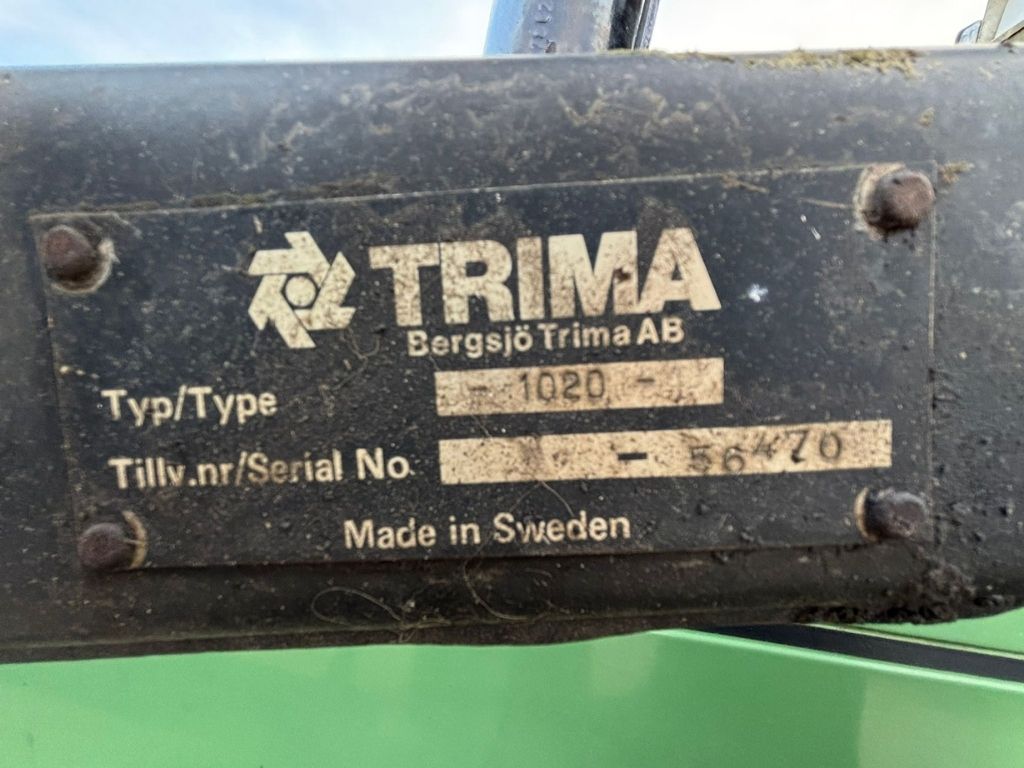 TRIMA
Bergsjö Trima AB
Typ/Type - 1020 -
Tillv.nr/Serial No - 56470
Made in Sweden